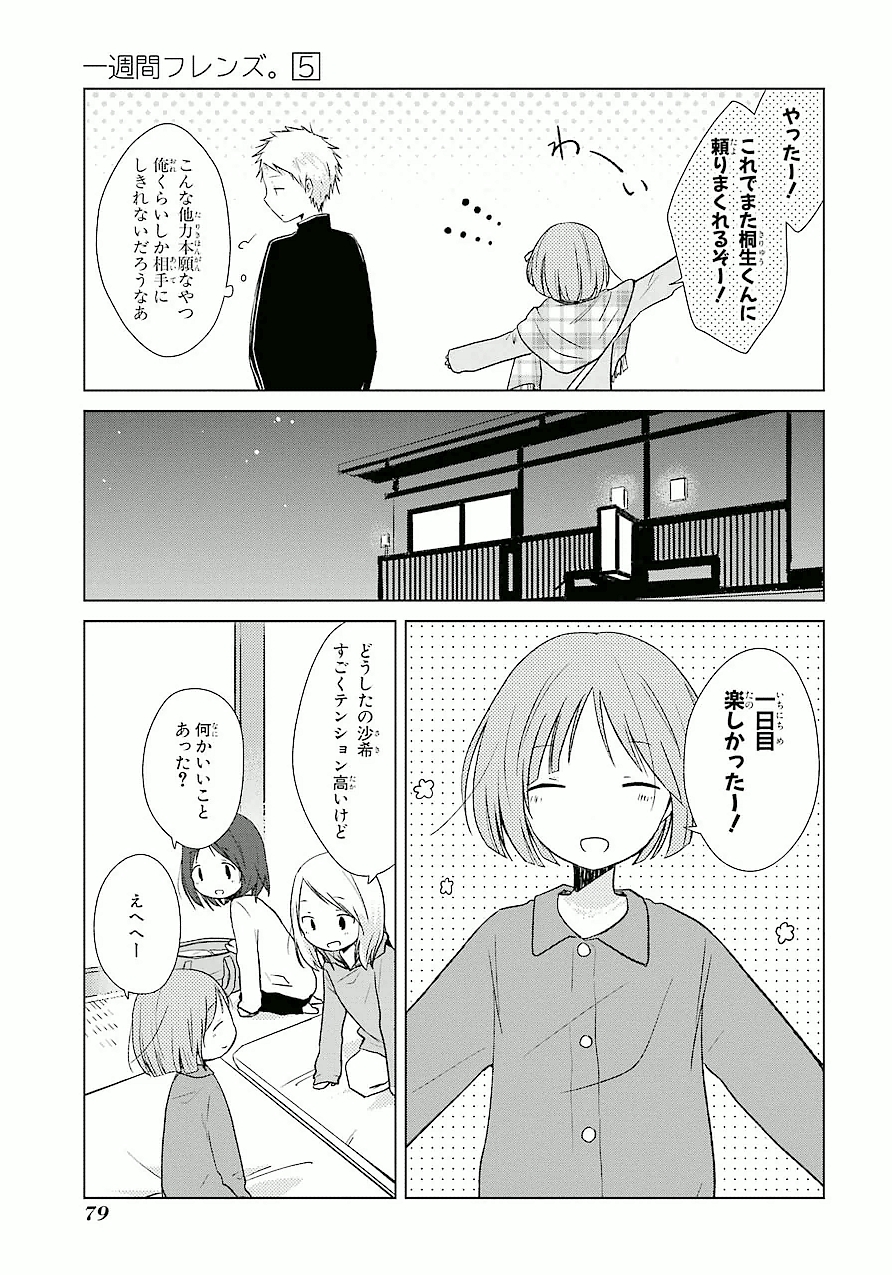 一週間フレンズ。5
やったー！
これでまた桐生くんに
頼りまくれるぞー！
わーい
こんな他力本願なやつ
俺くらいしか相手に
しきれないだろうなあ
一日目
楽しかったー！
どうしたの沙希
すごくテンション高いけど
何かいいこと
あった？
えへへー
79